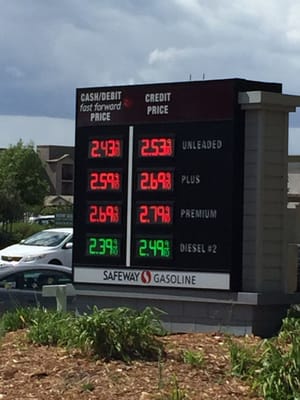 CASH/DEBIT CREDIT
fast forward PRICE
PRICE
2.43 2.53 UNLEADED
2.59 2.69 PLUS
2.69 2.79 PREMIUM
2.39 2.49 DIESEL #2
SAFEWAY GASOLINE